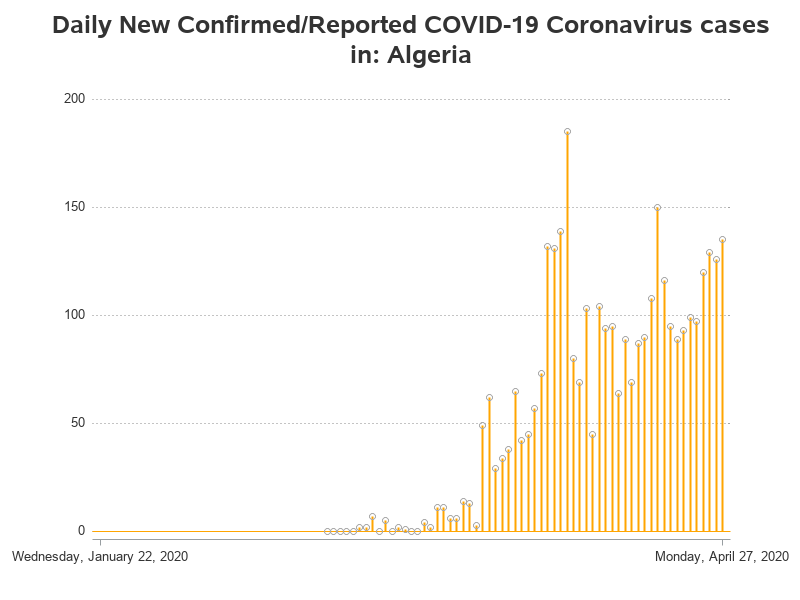 Daily New Confirmed/Reported COVID-19 Coronavirus cases
in: Algeria
200
150
100
50
0
Wednesday, January 22, 2020
Monday, April 27, 2020